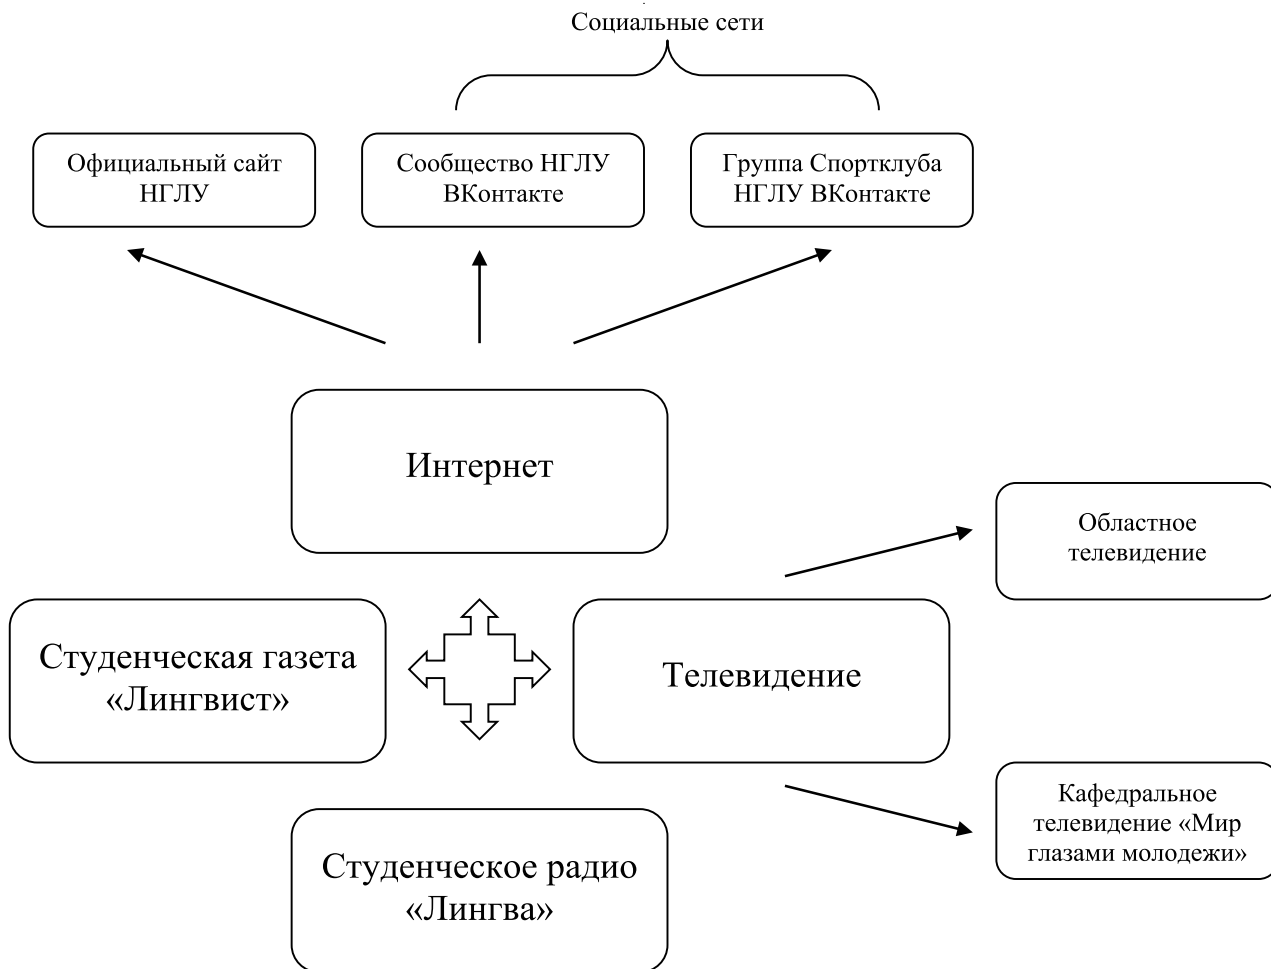 Социальные сети
Официальный сайт
НГЛУ
Сообщество НГЛУ
ВКонтакте
Группа Спортклуба
НГЛУ ВКонтакте
Интернет
Областное
телевидение
Студенческая газета
«Лингвист»
Телевидение
Кафедральное
телевидение «Мир
глазами молодежи»
Студенческое радио
«Лингва»